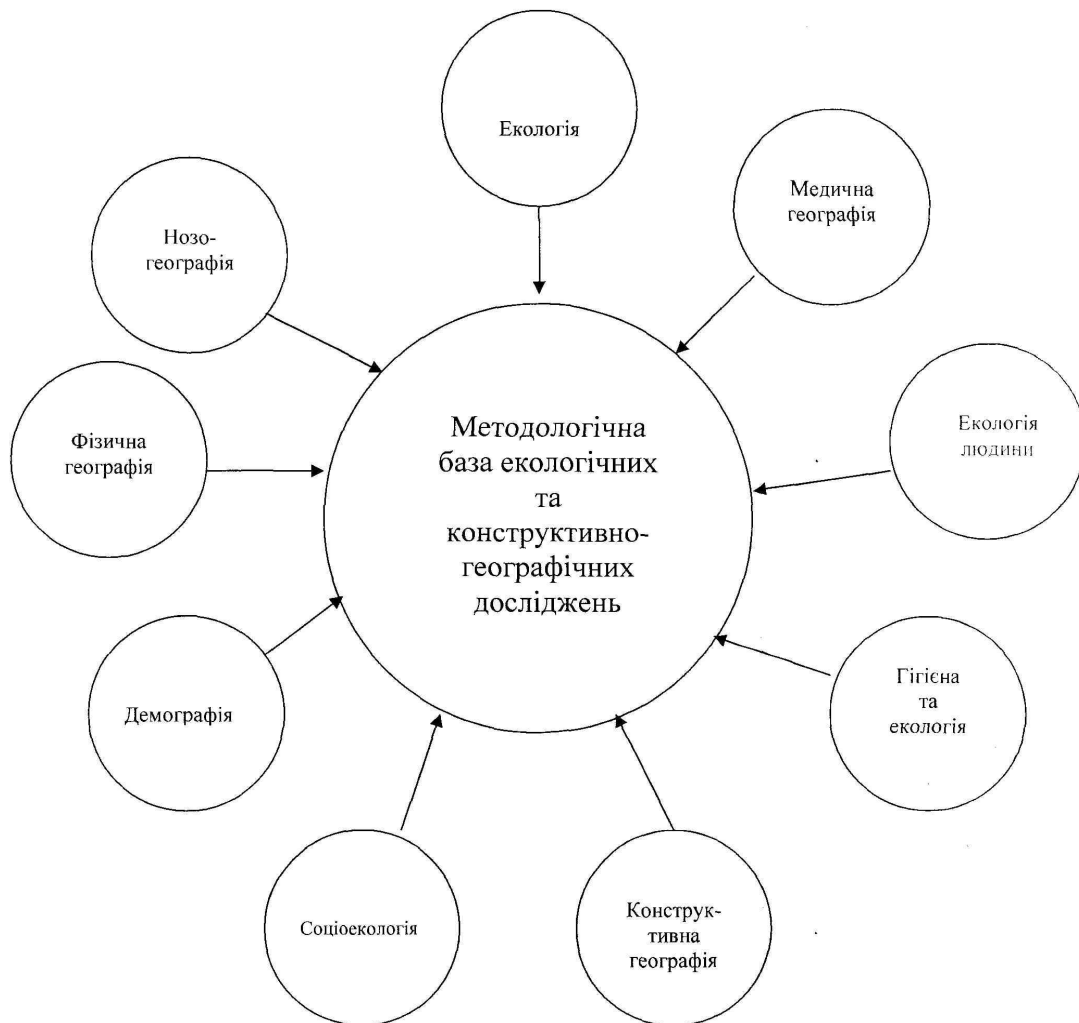 Екологія
Медична
географія
Нозо-
географія
Екологія
людини
Фізична
географія
Методологічна
база екологічних
та
конструктивно-
географічних
досліджень
Гігієна
та
екологія
Демографія
Соціоекологія
Конструк-
тивна
географія